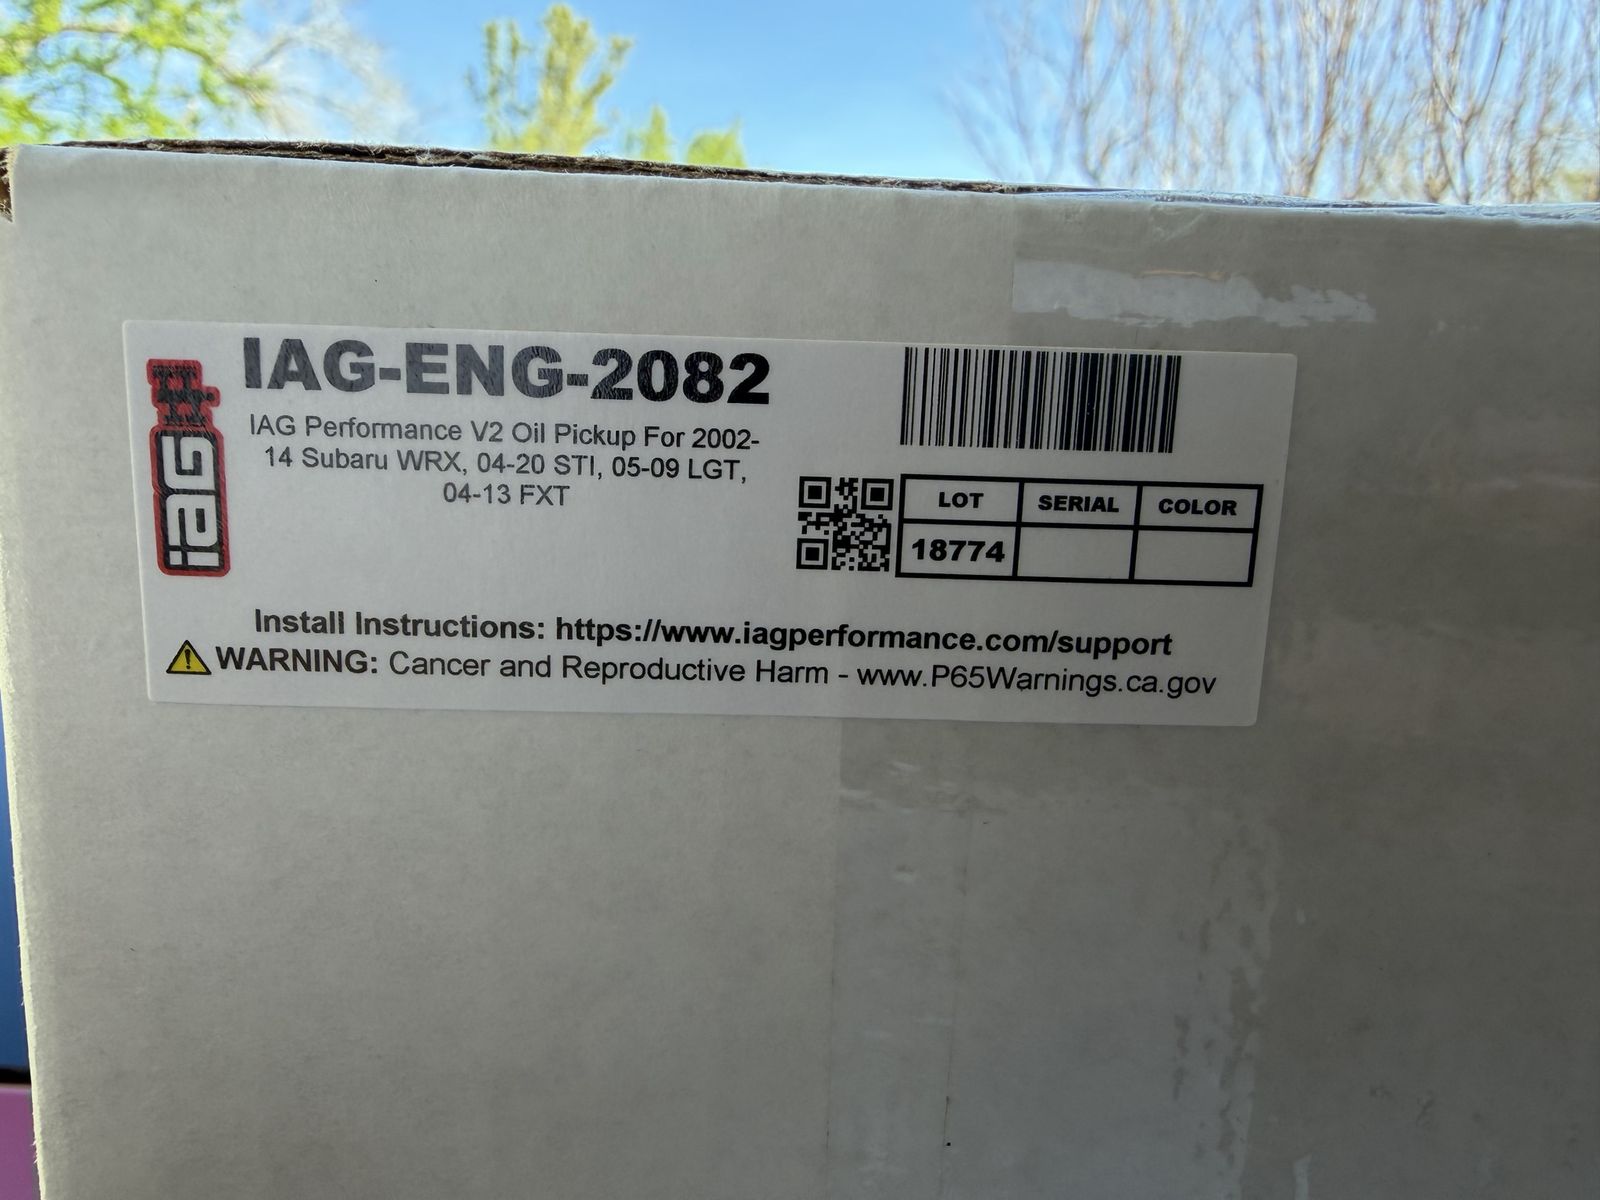 iag
IAG-ENG-2082
IAG Performance V2 Oil Pickup For 2002-
14 Subaru WRX, 04-20 STI, 05-09 LGT,
04-13 FXT
LOT SERIAL COLOR
18774
Install Instructions: https://www.iagperformance.com/support
WARNING: Cancer and Reproductive Harm - www.P65Warnings.ca.gov